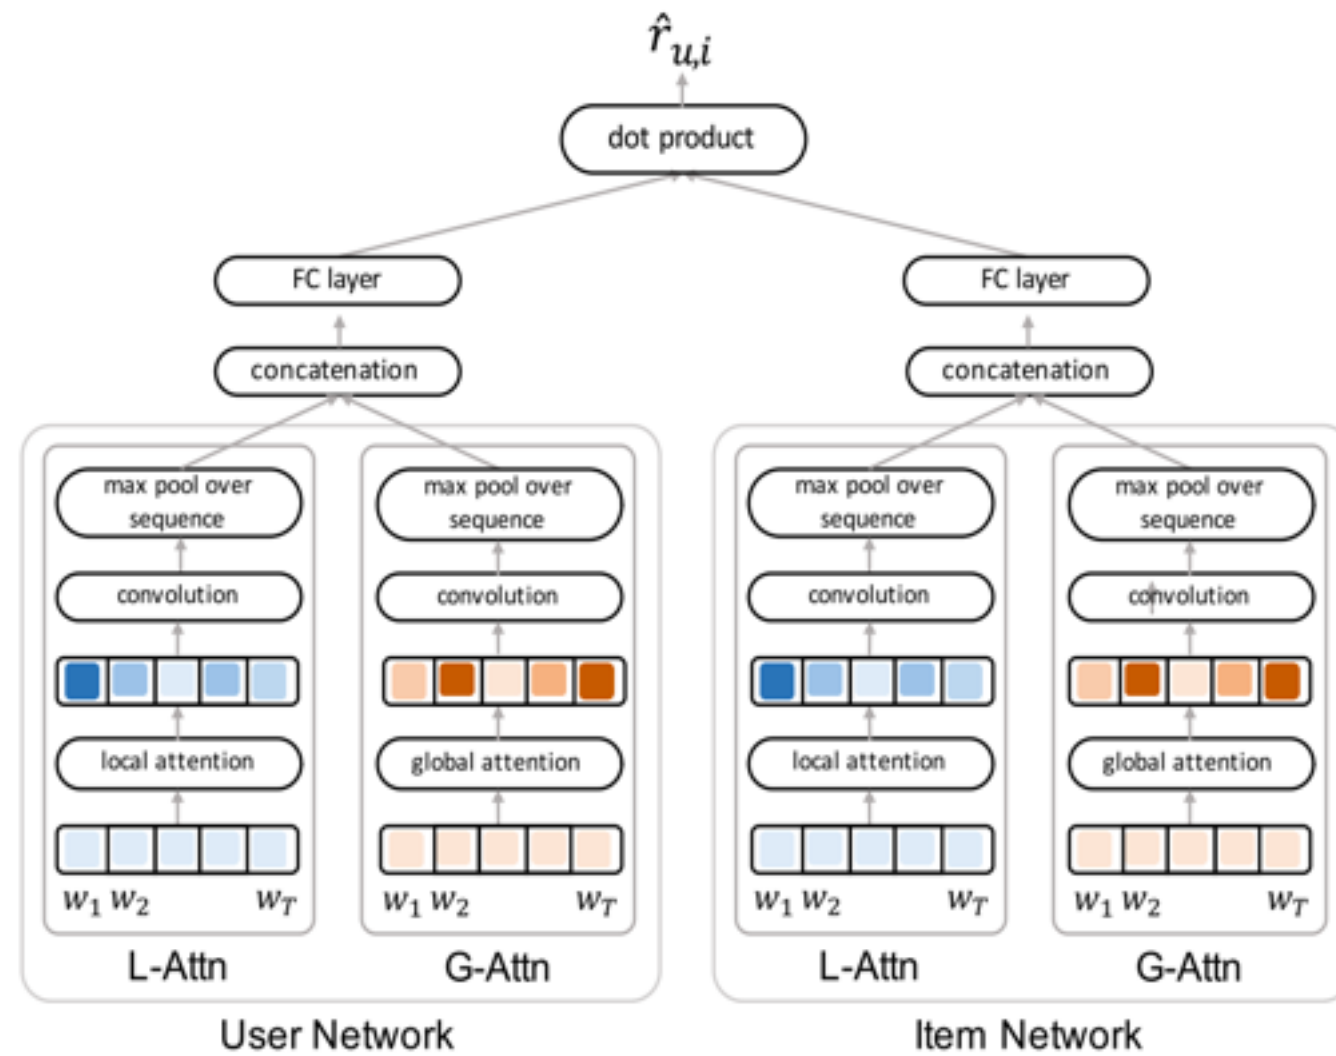 r̂u,i
dot product
FC layer FC layer
concatenation concatenation
max pool over sequence max pool over sequence max pool over sequence max pool over sequence
convolution convolution convolution convolution
local attention global attention local attention global attention
w1 w2 wT w1 w2 wT w1 w2 wT w1 w2 wT
L-Attn G-Attn L-Attn G-Attn
User Network Item Network